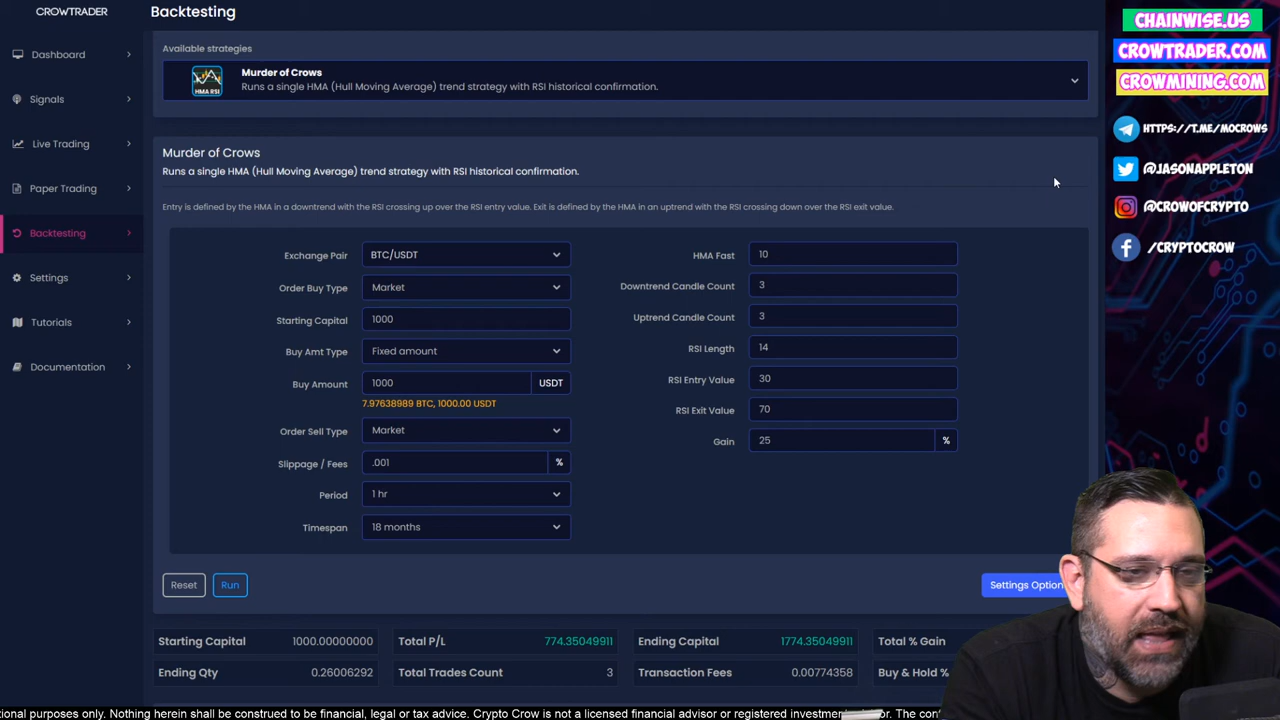 CROWTRADER
Backtesting
CHAINWISE.US
CROWTRADER.COM
CROWMINING.COM
HTTPS://T.ME/MOCROWS
@JASONAPPLETON
@CROWOFCRYPTO
/CRYPTOCROW
Dashboard
Signals
Live Trading
Paper Trading
Backtesting
Settings
Tutorials
Documentation
Available strategies
HMA RSI
Murder of Crows
Runs a single HMA (Hull Moving Average) trend strategy with RSI historical confirmation.
Murder of Crows
Runs a single HMA (Hull Moving Average) trend strategy with RSI historical confirmation.
Entry is defined by the HMA in a downtrend with the RSI crossing up over the RSI entry value. Exit is defined by the HMA in an uptrend with the RSI crossing down over the RSI exit value.
Exchange Pair BTC/USDT
Order Buy Type Market
Starting Capital 1000
Buy Amt Type Fixed amount
Buy Amount 1000 USDT
7.97638989 BTC, 1000.00 USDT
Order Sell Type Market
Slippage / Fees .001 %
Period 1 hr
Timespan 18 months
HMA Fast 10
Downtrend Candle Count 3
Uptrend Candle Count 3
RSI Length 14
RSI Entry Value 30
RSI Exit Value 70
Gain 25 %
Reset Run Settings Option
Starting Capital 1000.00000000 Total P/L 774.35049911 Ending Capital 1774.35049911 Total % Gain
Ending Qty 0.26006292 Total Trades Count 3 Transaction Fees 0.00774358 Buy & Hold %
tional purposes only. Nothing herein shall be construed to be financial, legal or tax advice. Crypto Crow is not a licensed financial advisor or registered investment The